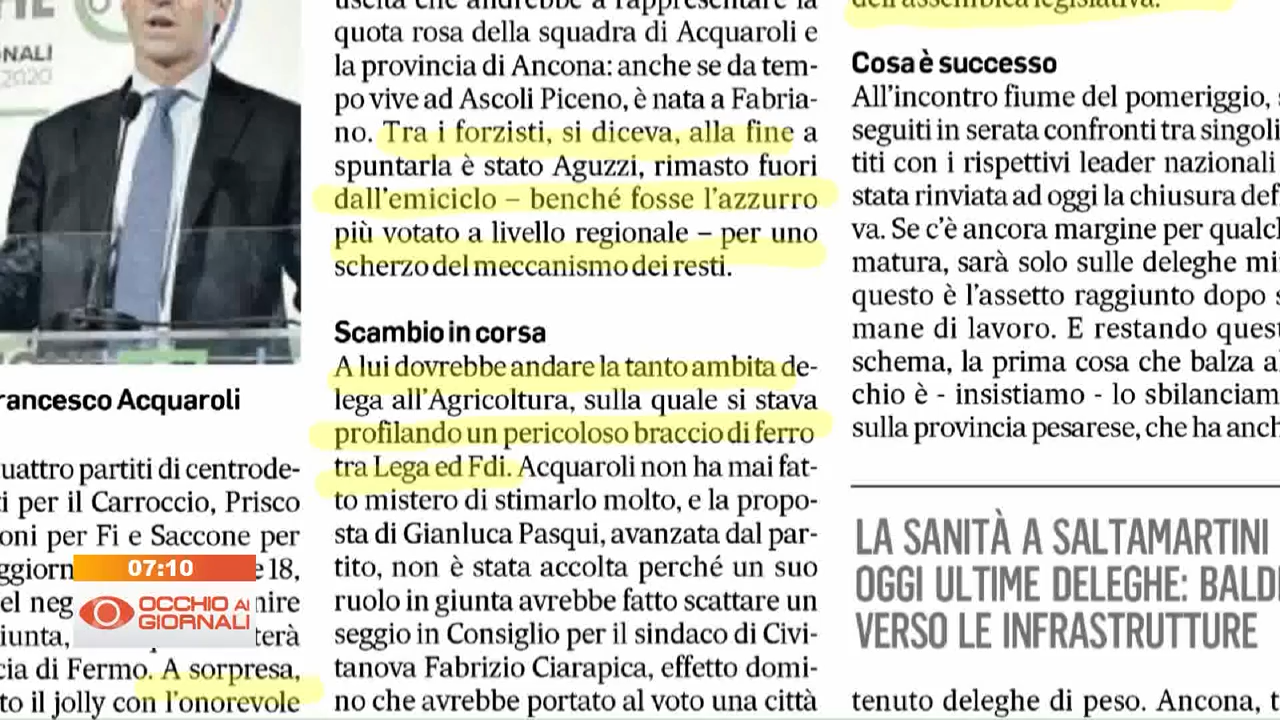 NALI
2020
rancesco Acquaroli
uattro partiti di centrode-
i per il Carroccio, Prisco
oni per Fi e Saccone per
ggiorn e 18,
el neg nire
iunta, terà
cia di Fermo. A sorpresa,
to il jolly con l'onorevole
07:10
OCCHIO AI
GIORNALI
uscita che andrebbe a rappresentare la
quota rosa della squadra di Acquaroli e
la provincia di Ancona: anche se da tem-
po vive ad Ascoli Piceno, è nata a Fabria-
no. Tra i forzisti, si diceva, alla fine a
spuntarla è stato Aguzzi, rimasto fuori
dall'emiciclo – benché fosse l'azzurro
più votato a livello regionale – per uno
scherzo del meccanismo dei resti.
Scambio in corsa
A lui dovrebbe andare la tanto ambita de-
lega all'Agricoltura, sulla quale si stava
profilando un pericoloso braccio di ferro
tra Lega ed Fdi. Acquaroli non ha mai fat-
to mistero di stimarlo molto, e la propo-
sta di Gianluca Pasqui, avanzata dal par-
tito, non è stata accolta perché un suo
ruolo in giunta avrebbe fatto scattare un
seggio in Consiglio per il sindaco di Civi-
tanova Fabrizio Ciarapica, effetto domi-
no che avrebbe portato al voto una città
dell'assemblea legislativa.
Cosa è successo
All'incontro fiume del pomeriggio, s
seguiti in serata confronti tra singoli
titi con i rispettivi leader nazionali
stata rinviata ad oggi la chiusura def
va. Se c'è ancora margine per qualch
matura, sarà solo sulle deleghe mi
questo è l'assetto raggiunto dopo s
mane di lavoro. E restando quest
schema, la prima cosa che balza al
chio è - insistiamo - lo sbilanciam
sulla provincia pesarese, che ha anch
LA SANITÀ A SALTAMARTINI
OGGI ULTIME DELEGHE: BALDI
VERSO LE INFRASTRUTTURE
tenuto deleghe di peso. Ancona, t